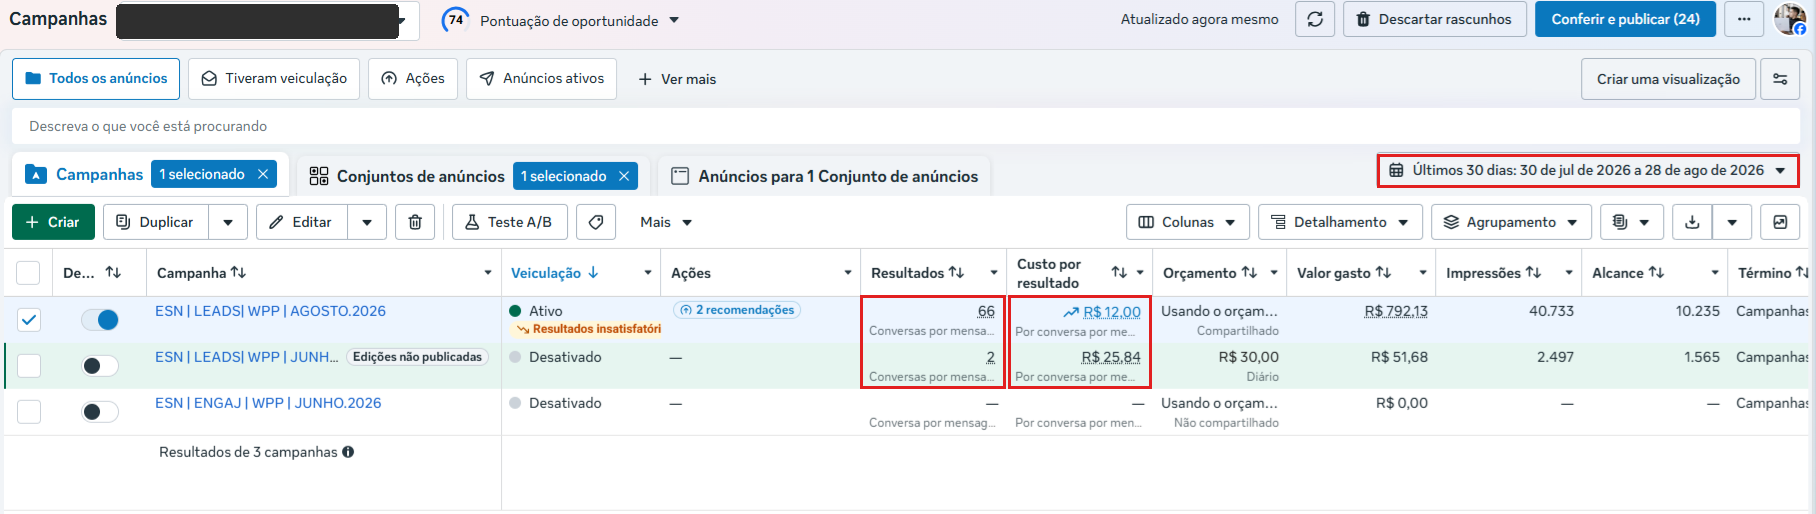 Campanhas
74 Pontuação de oportunidade
Atualizado agora mesmo
Descartar rascunhos
Conferir e publicar (24)
Todos os anúncios
Tiveram veiculação
Ações
Anúncios ativos
+ Ver mais
Criar uma visualização
Descreva o que você está procurando
Campanhas 1 selecionado
Conjuntos de anúncios 1 selecionado
Anúncios para 1 Conjunto de anúncios
Últimos 30 dias: 30 de jul de 2026 a 28 de ago de 2026
+ Criar
Duplicar
Editar
Teste A/B
Mais
Colunas
Detalhamento
Agrupamento
De... Campanha Veiculação Ações Resultados Custo por resultado Orçamento Valor gasto Impressões Alcance Término
ESN | LEADS| WPP | AGOSTO.2026 Ativo 2 recomendações 66 R$ 12,00 Usando o orçam... R$ 792,13 40.733 10.235 Campanhas
Resultados insatisfatóri Conversas por mensa... Por conversa por me... Compartilhado
ESN | LEADS| WPP | JUNH... Edições não publicadas Desativado — 2 R$ 25,84 R$ 30,00 R$ 51,68 2.497 1.565 Campanhas
Conversas por mensa... Por conversa por me... Diário
ESN | ENGAJ | WPP | JUNHO.2026 Desativado — — — Usando o orçam... R$ 0,00 — — Campanhas
Conversa por mensag... Por conversa por men... Não compartilhado
Resultados de 3 campanhas